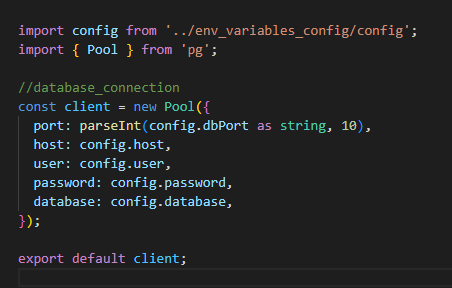 import config from '../env_variables_config/config';
import { Pool } from 'pg';
//database_connection
const client = new Pool({
port: parseInt(config.dbPort as string, 10),
host: config.host,
user: config.user,
password: config.password,
database: config.database,
});
export default client;